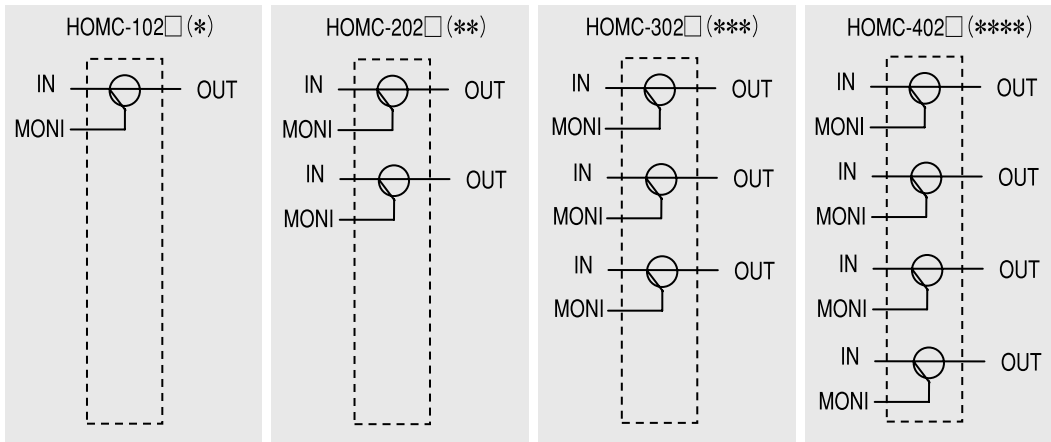 HOMC-102□(*)
IN
OUT
MONI
HOMC-202□(**)
IN
OUT
MONI
IN
OUT
MONI
HOMC-302□(***)
IN
OUT
MONI
IN
OUT
MONI
IN
OUT
MONI
HOMC-402□(****)
IN
OUT
MONI
IN
OUT
MONI
IN
OUT
MONI
IN
OUT
MONI